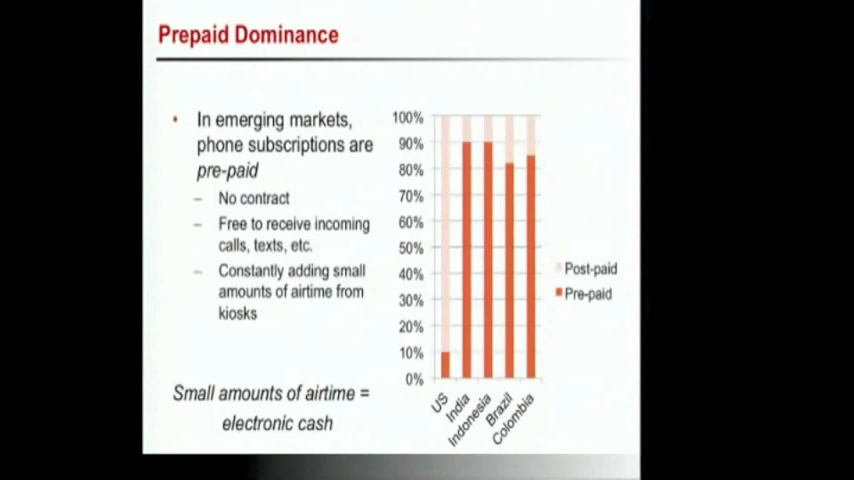 Prepaid Dominance
• In emerging markets,
phone subscriptions are
pre-paid
– No contract
– Free to receive incoming
calls, texts, etc.
– Constantly adding small
amounts of airtime from
kiosks
Small amounts of airtime =
electronic cash
100%
90%
80%
70%
60%
50%
40%
30%
20%
10%
0%
US
India
Indonesia
Brazil
Colombia
Post-paid
Pre-paid